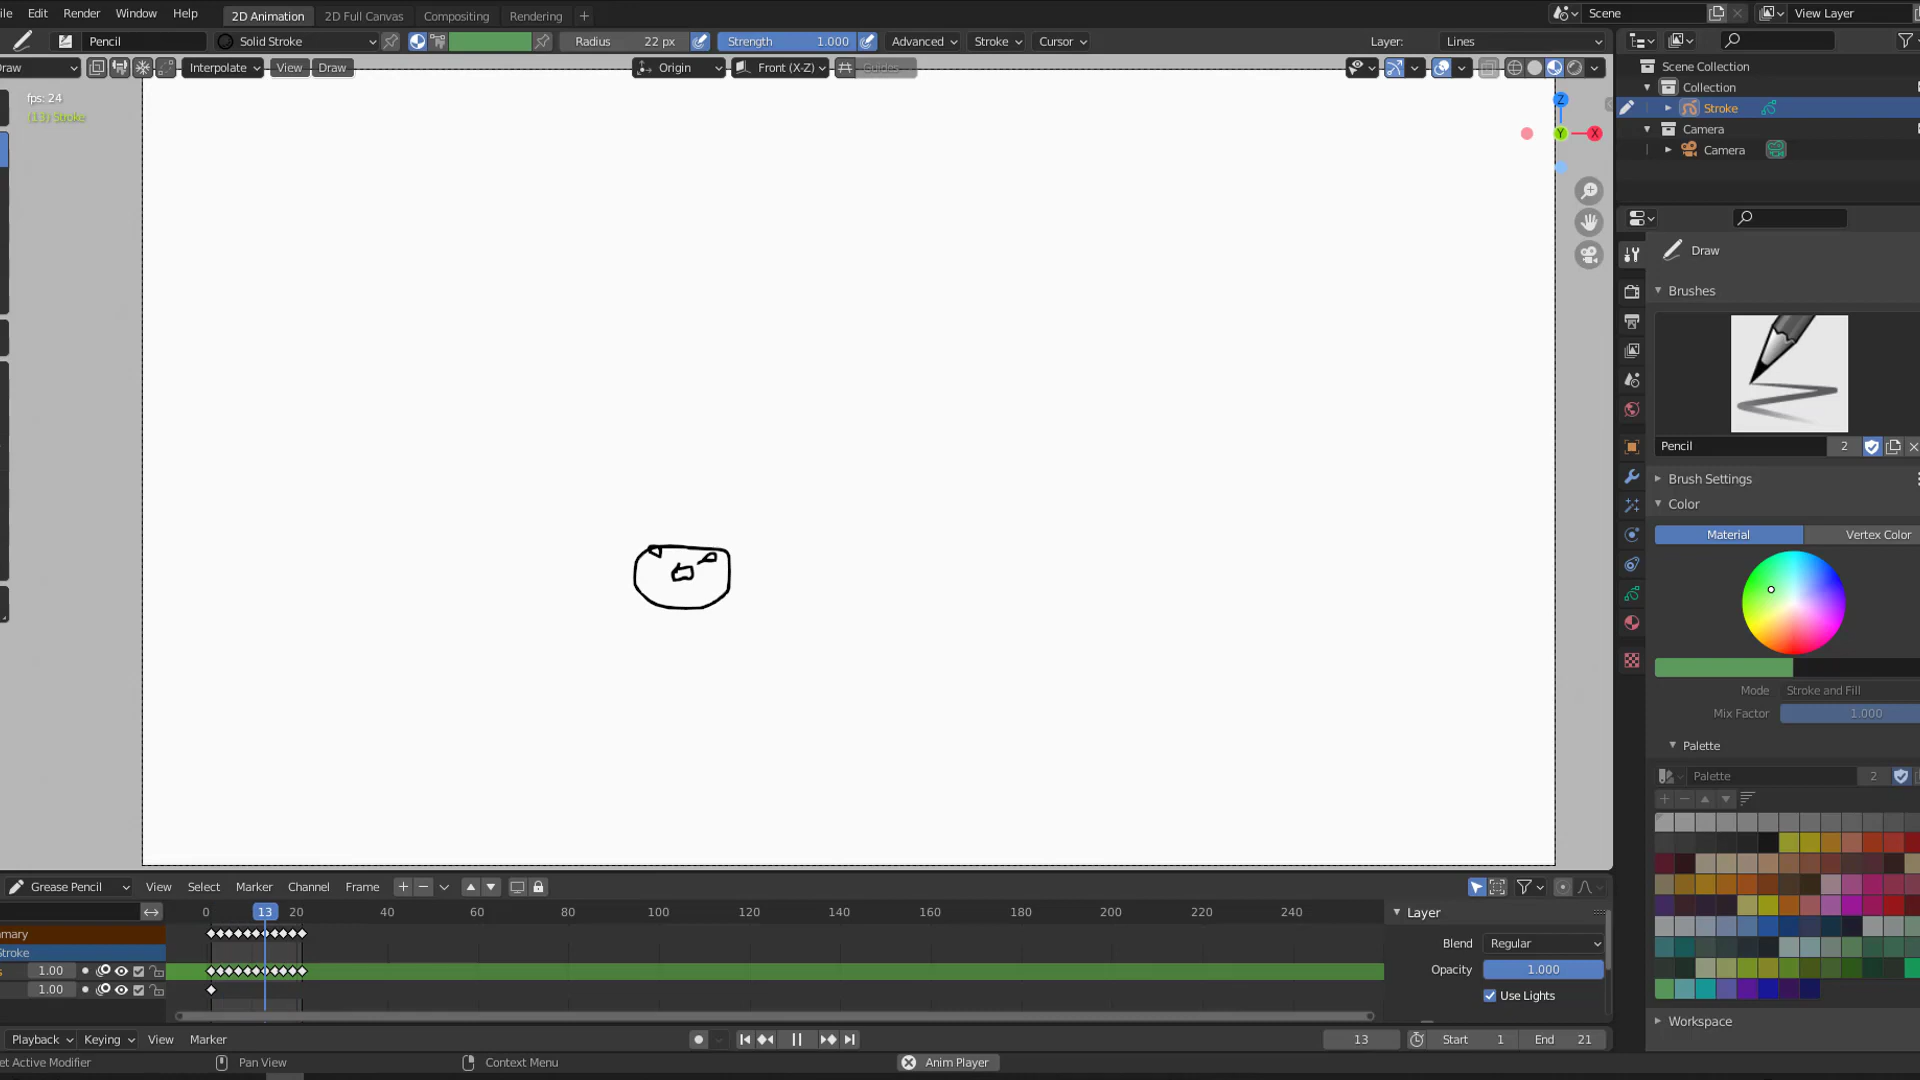 ile Edit Render Window Help 2D Animation 2D Full Canvas Compositing Rendering + Scene View Layer
Pencil Solid Stroke Radius 22 px Strength 1.000 Advanced Stroke Cursor Layer: Lines
raw Interpolate View Draw Origin Front (X-Z) Guides
Scene Collection
Collection
Stroke
Camera
Camera
fps: 24
(13) Stroke
Z
Y
X
Draw
Brushes
Pencil 2
Brush Settings
Color
Material Vertex Color
Mode Stroke and Fill
Mix Factor 1.000
Palette
Palette 2
Workspace
Grease Pencil View Select Marker Channel Frame
0 13 20 40 60 80 100 120 140 160 180 200 220 240
mary
Stroke
s 1.00
1.00
Layer
Blend Regular
Opacity 1.000
Use Lights
Playback Keying View Marker 13 Start 1 End 21
et Active Modifier Pan View Context Menu Anim Player